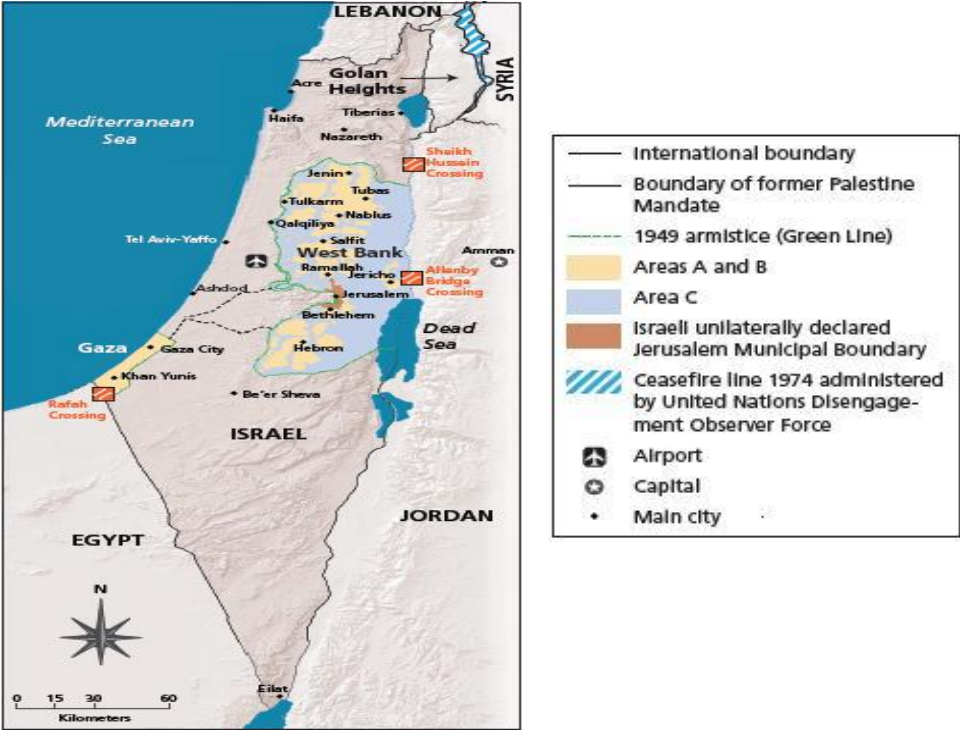 LEBANON
Golan
Heights
SYRIA
Acre
Haifa
Tiberias
Mediterranean
Sea
Nazareth
Sheikh
Hussein
Crossing
Jenin
Tubas
Tulkarm
Nablus
Qalqiliya
Salfit
Tel Aviv-Yaffo
West Bank
Amman
Ramallah
Jericho
Allenby
Bridge
Crossing
Ashdod
Jerusalem
Bethlehem
Dead
Sea
Gaza
Gaza City
Hebron
Khan Yunis
Be'er Sheva
Rafah
Crossing
ISRAEL
JORDAN
EGYPT
N
Eilat
0 15 30 60
Kilometers
International boundary
Boundary of former Palestine
Mandate
1949 armistice (Green Line)
Areas A and B
Area C
Israeli unilaterally declared
Jerusalem Municipal Boundary
Ceasefire line 1974 administered
by United Nations Disengage-
ment Observer Force
Airport
Capital
Main city